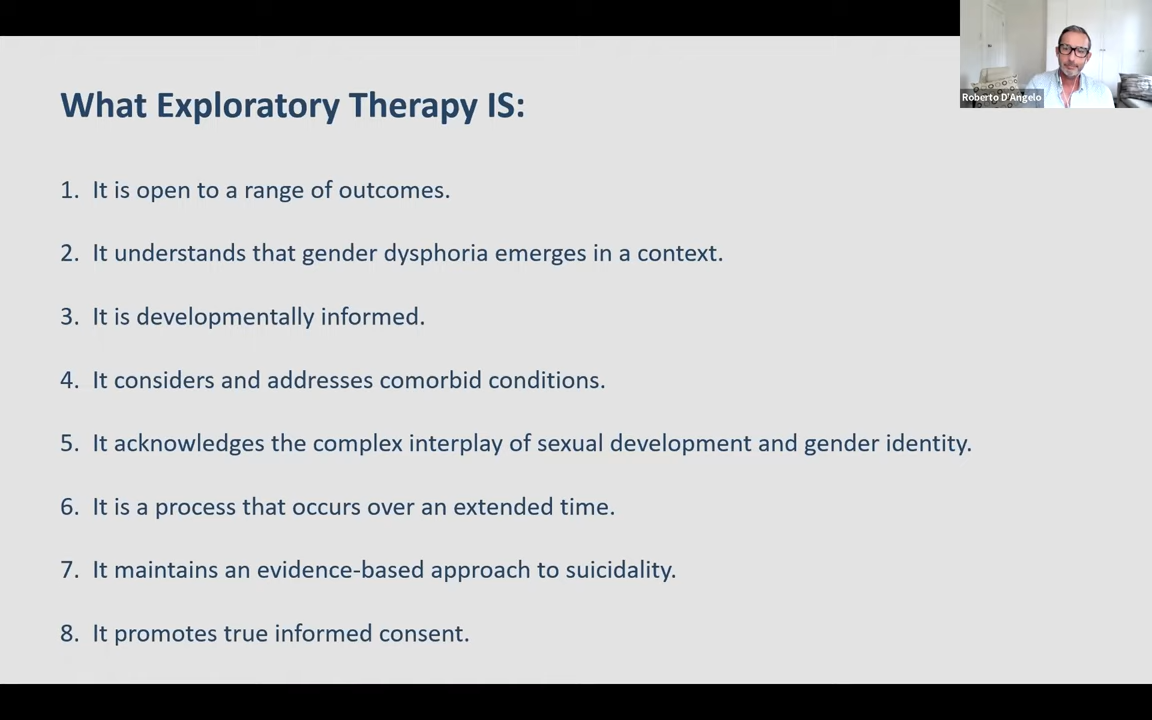 What Exploratory Therapy IS:
Roberto D'Angelo
1. It is open to a range of outcomes.
2. It understands that gender dysphoria emerges in a context.
3. It is developmentally informed.
4. It considers and addresses comorbid conditions.
5. It acknowledges the complex interplay of sexual development and gender identity.
6. It is a process that occurs over an extended time.
7. It maintains an evidence-based approach to suicidality.
8. It promotes true informed consent.